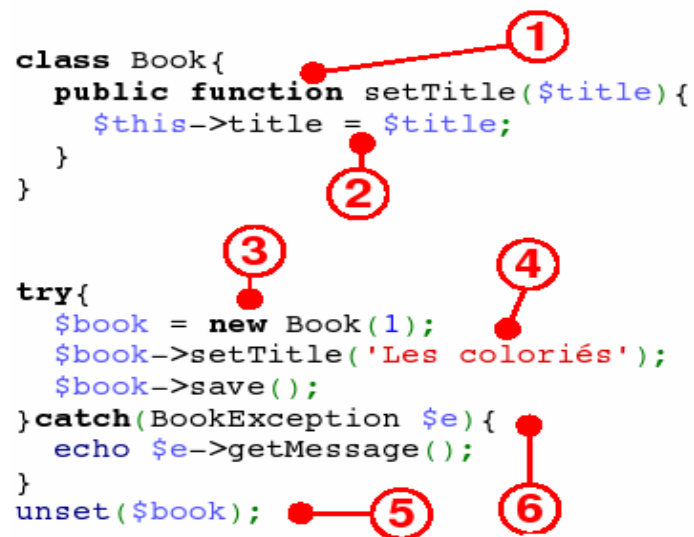 1
class Book{
public function setTitle($title){
$this->title = $title;
}
2
}
3
4
try{
$book = new Book(1);
$book->setTitle('Les coloriés');
$book->save();
}catch(BookException $e){
echo $e->getMessage();
}
unset($book);
5
6